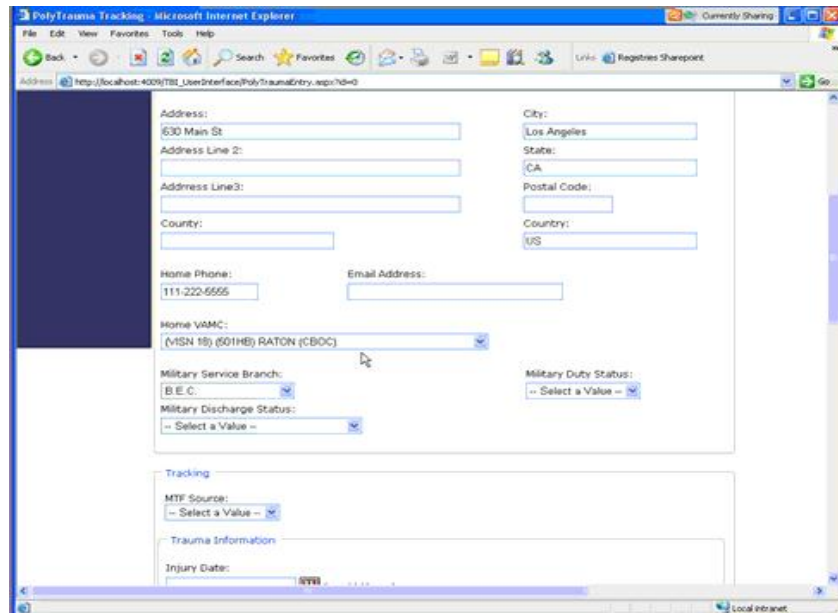 PolyTrauma Tracking - Microsoft Internet Explorer
Currently Sharing
File Edit View Favorites Tools Help
Back Search Favorites Links Registries Sharepoint
Address http://localhost:4009/TBI_UserInterface/PolyTraumaEntry.aspx?id=0 Go
Address: City:
630 Main St Los Angeles
Address Line 2: State:
CA
Addrress Line3: Postal Code:
County: Country:
US
Home Phone: Email Address:
111-222-5555
Home VAMC:
(VISN 18) (501HB) RATON (CBOC)
Military Service Branch: Military Duty Status:
B.E.C. -- Select a Value --
Military Discharge Status:
-- Select a Value --
Tracking
MTF Source:
-- Select a Value --
Trauma Information
Injury Date:
Local intranet